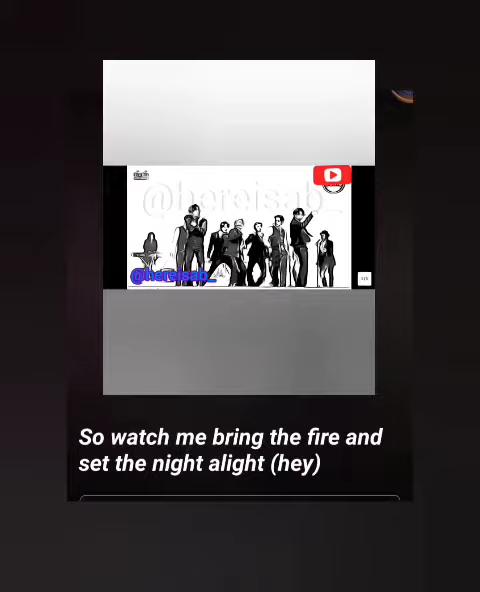 @hereisab_
@hereisab_
So watch me bring the fire and
set the night alight (hey)